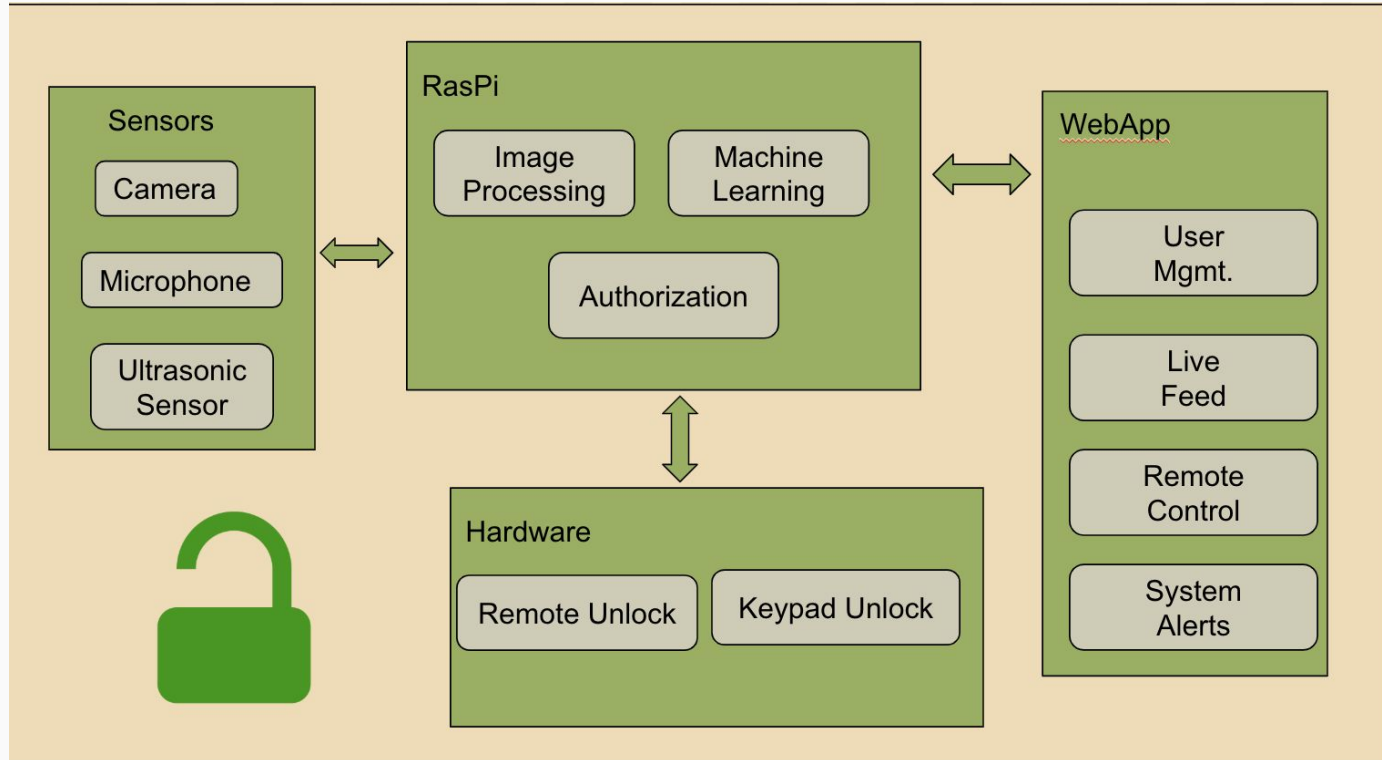 Sensors
Camera
Microphone
Ultrasonic
Sensor
RasPi
Image
Processing
Machine
Learning
Authorization
Hardware
Remote Unlock
Keypad Unlock
WebApp
User
Mgmt.
Live
Feed
Remote
Control
System
Alerts